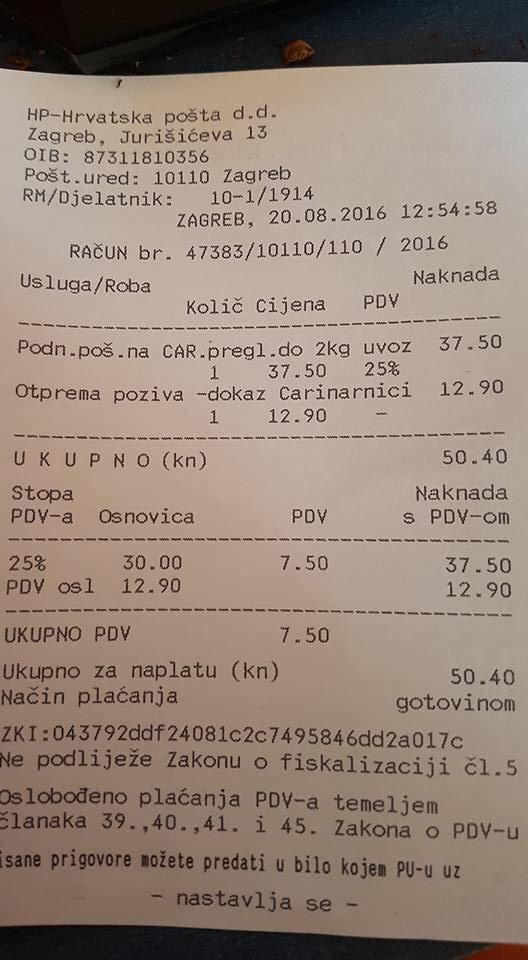 HP-Hrvatska pošta d.d.
Zagreb, Jurišićeva 13
OIB: 87311810356
Pošt.ured: 10110 Zagreb
RM/Djelatnik: 10-1/1914
ZAGREB, 20.08.2016 12:54:58
RAČUN br. 47383/10110/110 / 2016
Usluga/Roba Naknada
Količ Cijena PDV
Podn.poš.na CAR.pregl.do 2kg uvoz 37.50
1 37.50 25%
Otprema poziva -dokaz Carinarnici 12.90
1 12.90 -
U K U P N O (kn) 50.40
Stopa Naknada
PDV-a Osnovica PDV s PDV-om
25% 30.00 7.50 37.50
PDV osl 12.90 12.90
UKUPNO PDV 7.50
Ukupno za naplatu (kn) 50.40
Način plaćanja gotovinom
ZKI:043792ddf24081c2c7495846dd2a017c
Ne podliježe Zakonu o fiskalizaciji čl.5
Oslobođeno plaćanja PDV-a temeljem
članaka 39.,40.,41. i 45. Zakona o PDV-u
isane prigovore možete predati u bilo kojem PU-u uz
- nastavlja se -